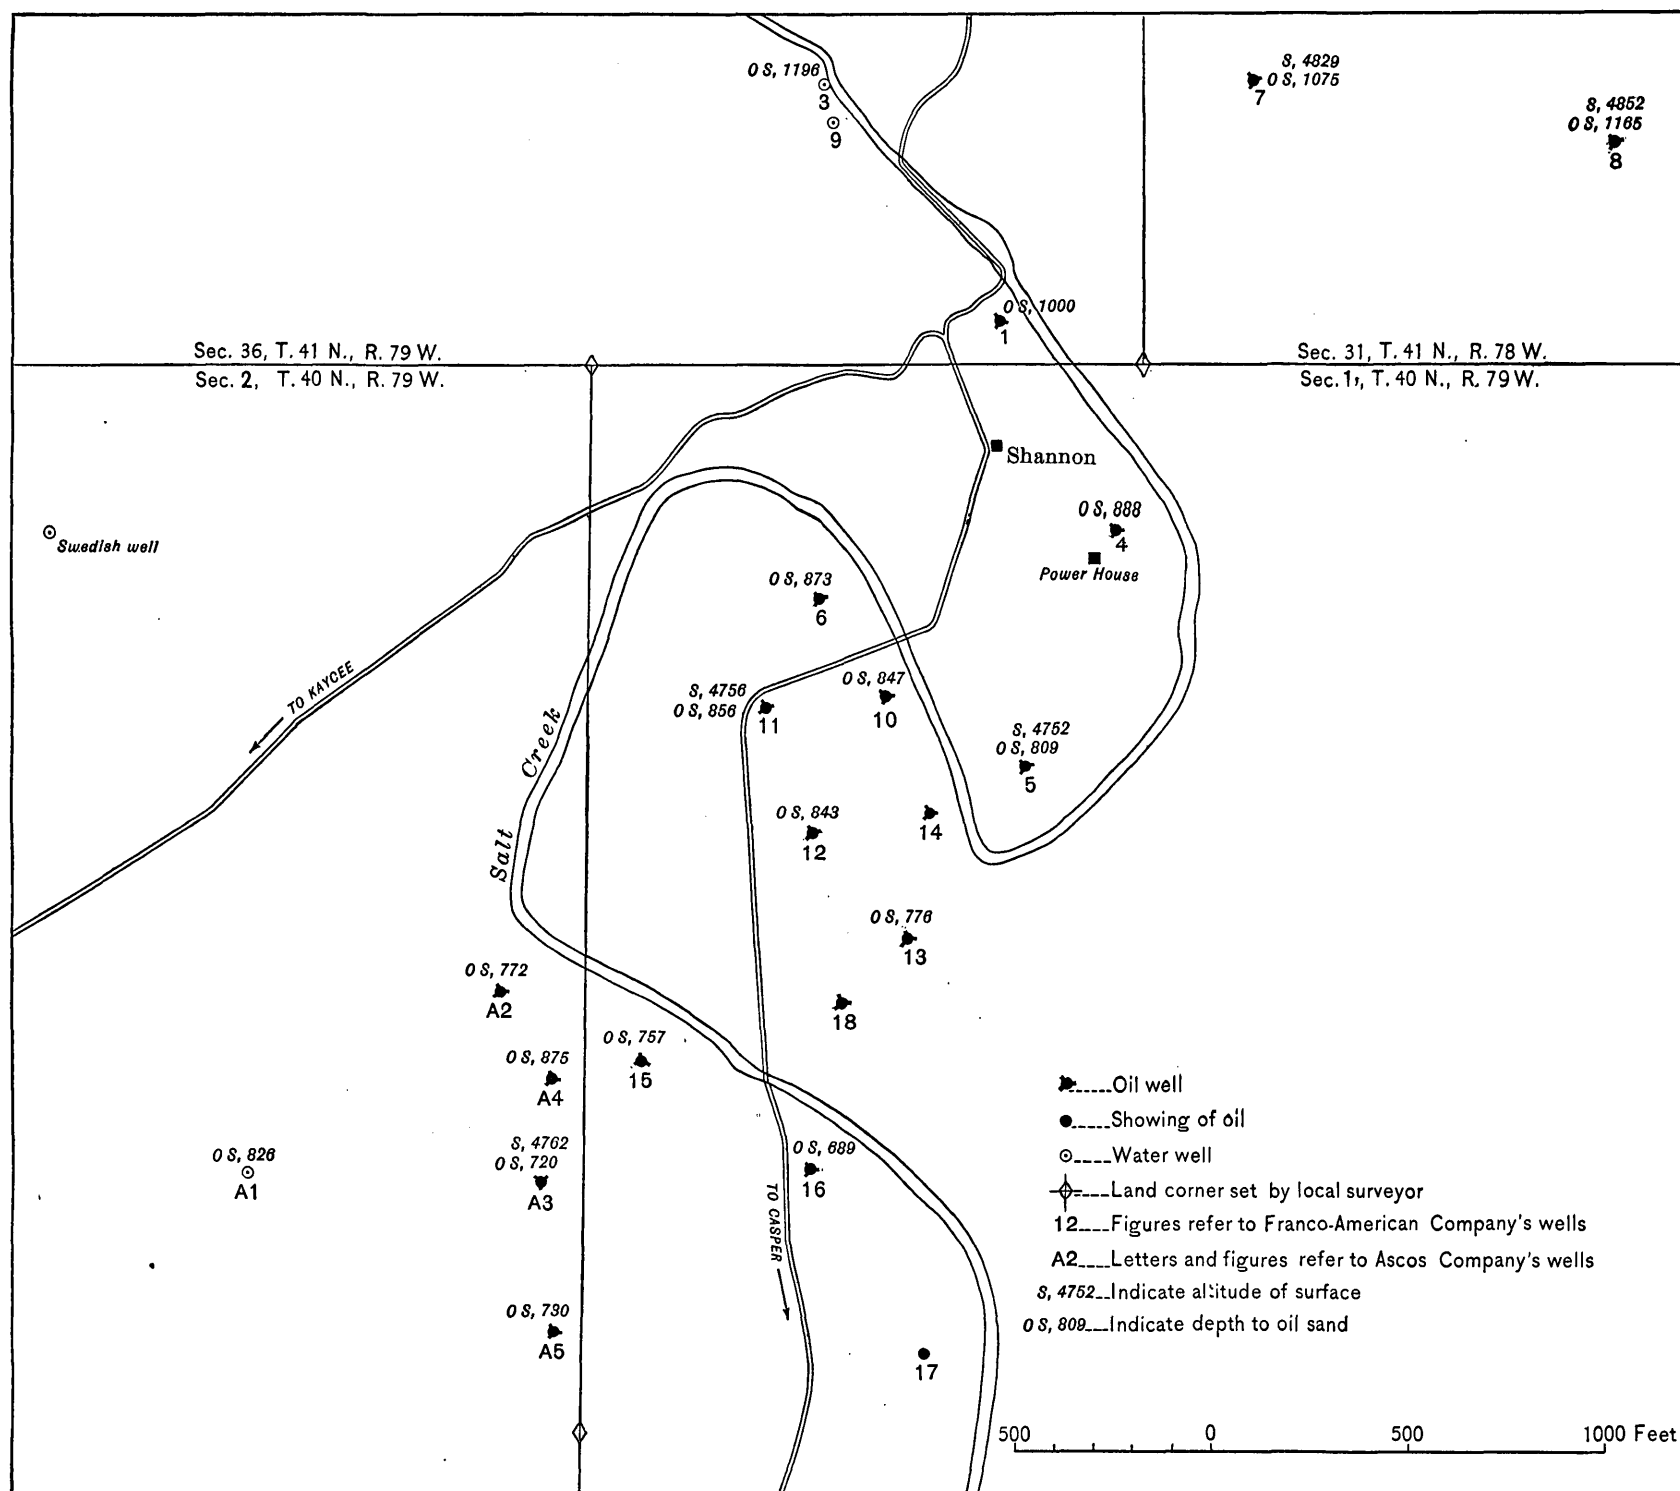 O S, 1196
3
9
S, 4829
O S, 1075
7
S, 4852
O S, 1165
8
O S, 1000
1
Sec. 36, T. 41 N., R. 79 W.
Sec. 2, T. 40 N., R. 79 W.
Sec. 31, T. 41 N., R. 78 W.
Sec. 1, T. 40 N., R. 79 W.
Shannon
O S, 888
4
Power House
Swedish well
O S, 873
6
TO KAYCEE
S, 4756
O S, 856
11
O S, 847
10
S, 4752
O S, 809
5
Salt Creek
O S, 843
12
14
O S, 776
13
O S, 772
A2
18
O S, 757
15
O S, 875
A4
O S, 826
A1
S, 4762
O S, 720
A3
O S, 689
16
TO CASPER
O S, 730
A5
17
Oil well
Showing of oil
Water well
Land corner set by local surveyor
12 Figures refer to Franco-American Company's wells
A2 Letters and figures refer to Ascos Company's wells
S, 4752 Indicate altitude of surface
O S, 809 Indicate depth to oil sand
500 0 500 1000 Feet